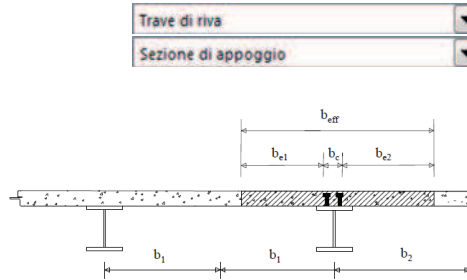 Trave di riva
Sezione di appoggio
b_eff
b_e1 b_c b_e2
b_1 b_1 b_2